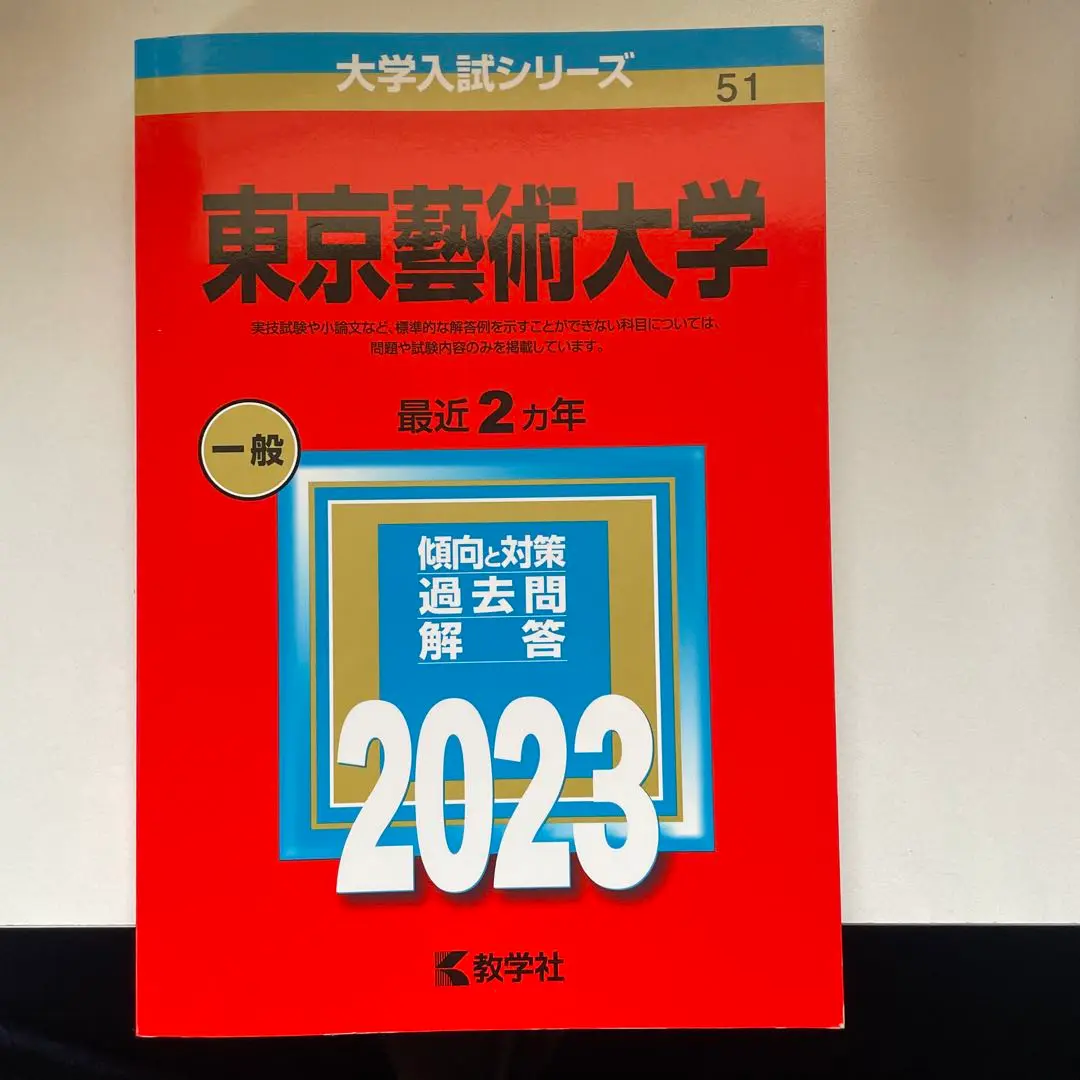 大学入試シリーズ
51
東京藝術大学
実技試験や小論文など、標準的な解答例を示すことができない科目については、
問題や試験内容のみを掲載しています。
最近2カ年
一般
傾向と対策
過去問
解答
2023
教学社